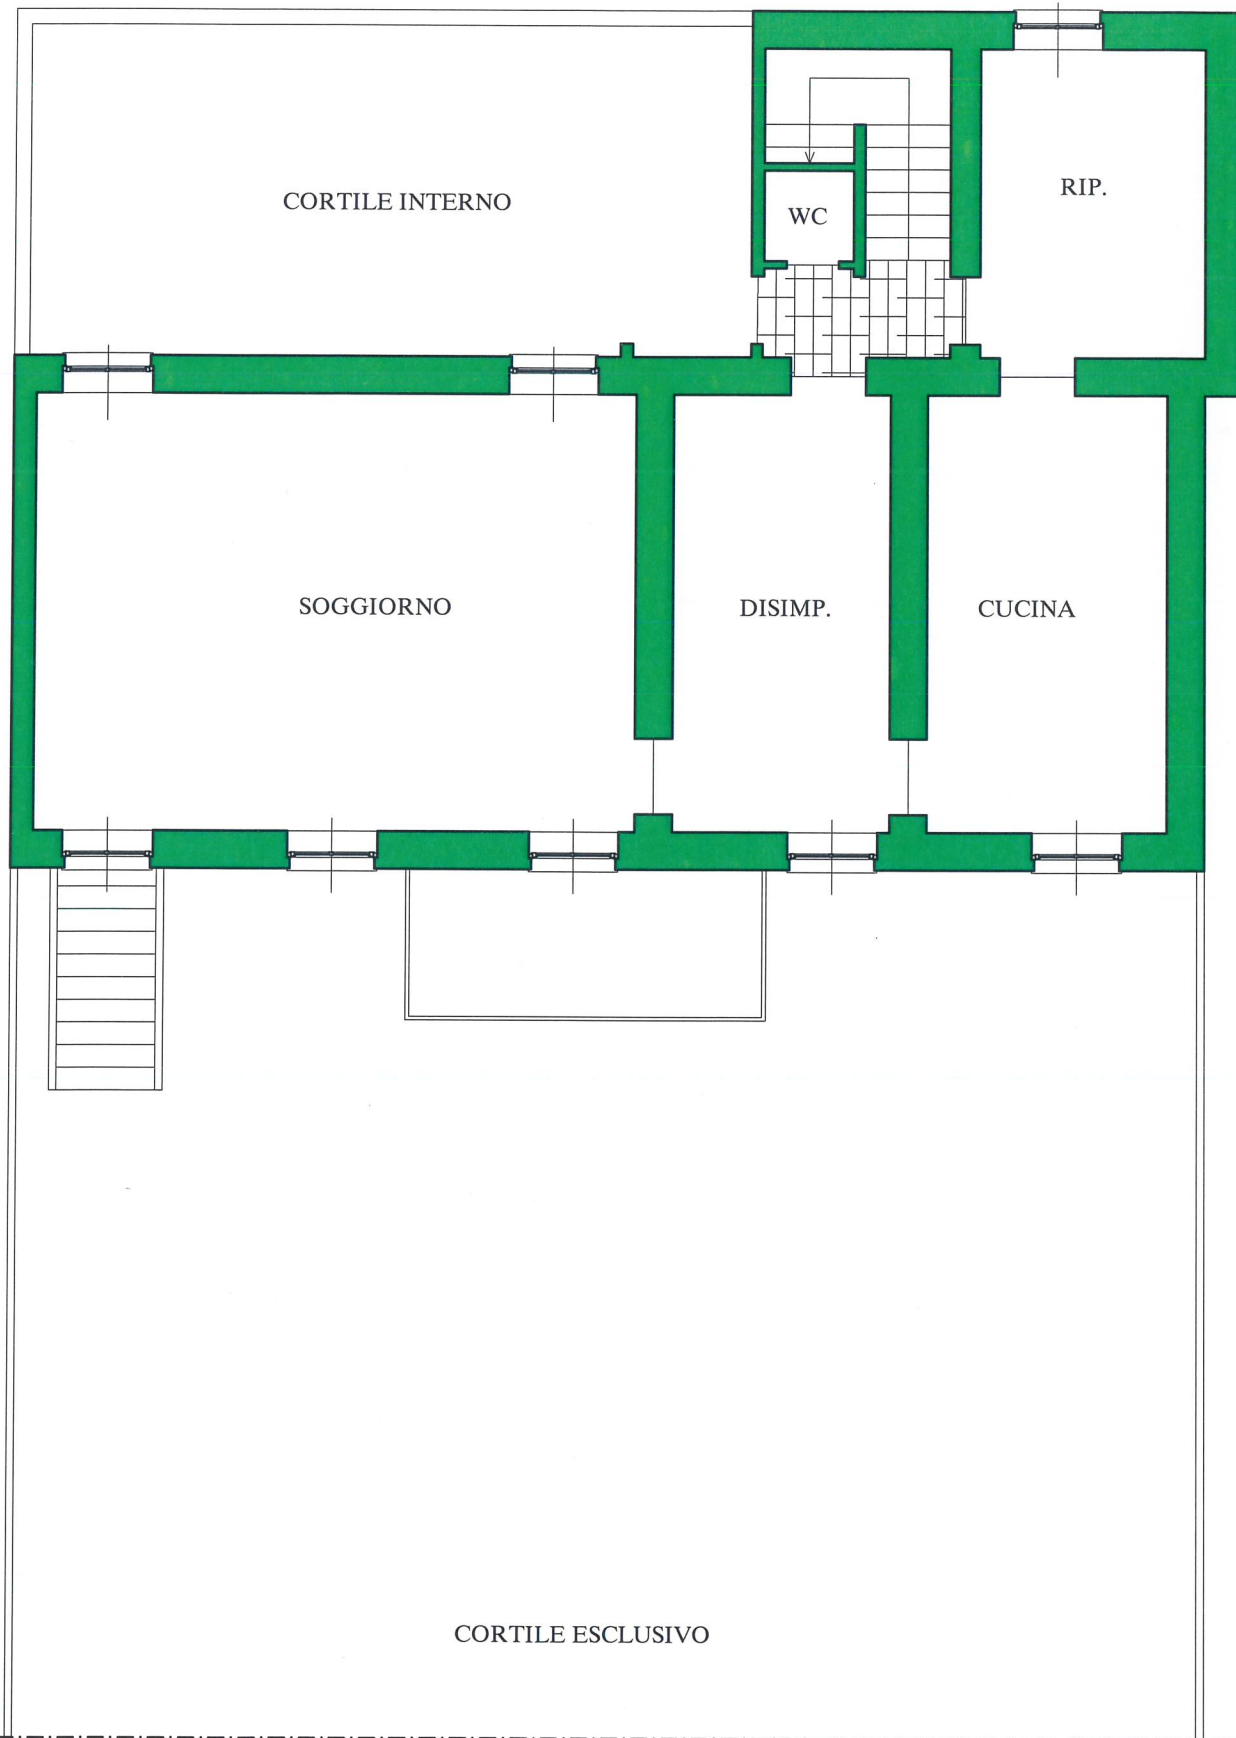 CORTILE INTERNO
WC
RIP.
SOGGIORNO
DISIMP.
CUCINA
CORTILE ESCLUSIVO